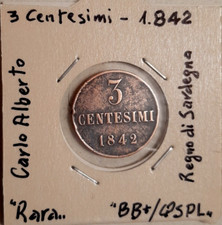 3 Centesimi - 1.842
Carlo Alberto
3
CENTESIMI
1842
Regno di Sardegna
"Rara"
"BB+/qSPL"